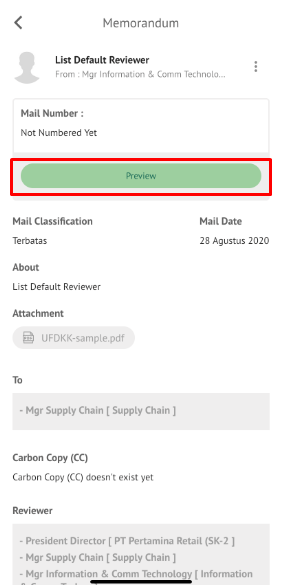 Memorandum
List Default Reviewer
From : Mgr Information & Comm Technolo...
Mail Number :
Not Numbered Yet
Preview
Mail Classification
Mail Date
Terbatas
28 Agustus 2020
About
List Default Reviewer
Attachment
UFDKK-sample.pdf
To
- Mgr Supply Chain [ Supply Chain ]
Carbon Copy (CC)
Carbon Copy (CC) doesn't exist yet
Reviewer
- President Director [ PT Pertamina Retail (SK-2 ]
- Mgr Supply Chain [ Supply Chain ]
- Mgr Information & Comm Technology [ Information